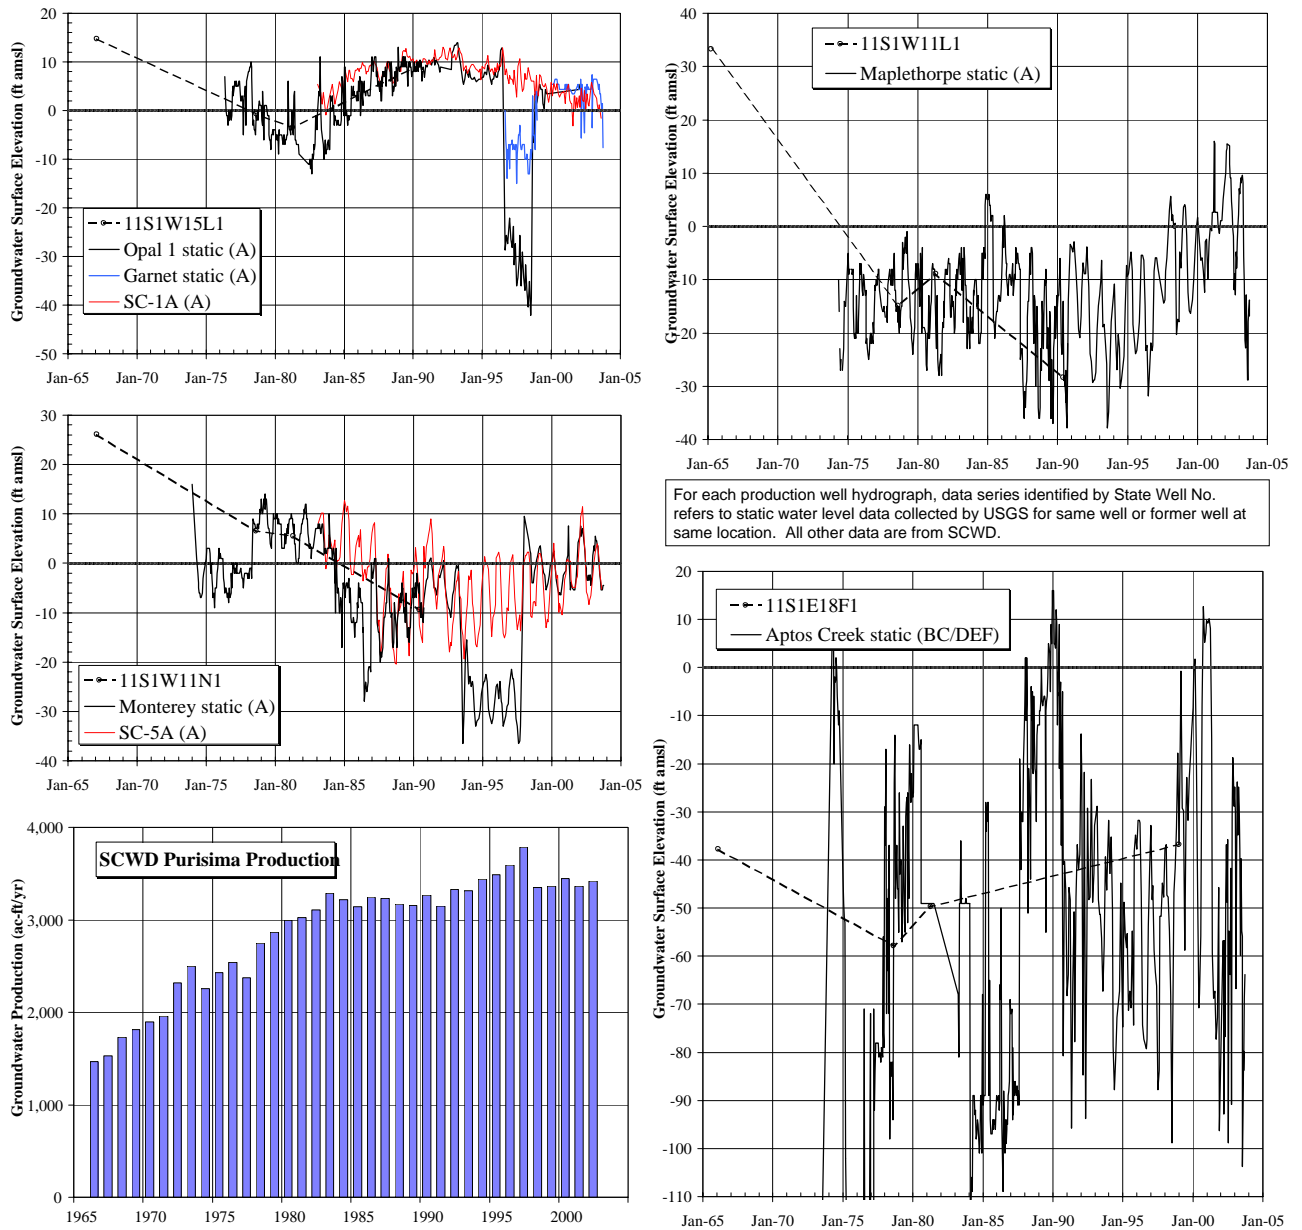 Groundwater Surface Elevation (ft amsl)
20
10
0
-10
-20
-30
-40
-50
11S1W15L1
Opal 1 static (A)
Garnet static (A)
SC-1A (A)
Jan-65 Jan-70 Jan-75 Jan-80 Jan-85 Jan-90 Jan-95 Jan-00 Jan-05
Groundwater Surface Elevation (ft amsl)
40
30
20
10
0
-10
-20
-30
-40
11S1W11L1
Maplethorpe static (A)
Jan-65 Jan-70 Jan-75 Jan-80 Jan-85 Jan-90 Jan-95 Jan-00 Jan-05
Groundwater Surface Elevation (ft amsl)
30
20
10
0
-10
-20
-30
-40
11S1W11N1
Monterey static (A)
SC-5A (A)
Jan-65 Jan-70 Jan-75 Jan-80 Jan-85 Jan-90 Jan-95 Jan-00 Jan-05
For each production well hydrograph, data series identified by State Well No.
refers to static water level data collected by USGS for same well or former well at
same location. All other data are from SCWD.
Groundwater Production (ac-ft/yr)
4,000
3,000
2,000
1,000
0
SCWD Purisima Production
1965 1970 1975 1980 1985 1990 1995 2000
Groundwater Surface Elevation (ft amsl)
20
10
0
-10
-20
-30
-40
-50
-60
-70
-80
-90
-100
-110
11S1E18F1
Aptos Creek static (BC/DEF)
Jan-65 Jan-70 Jan-75 Jan-80 Jan-85 Jan-90 Jan-95 Jan-00 Jan-05